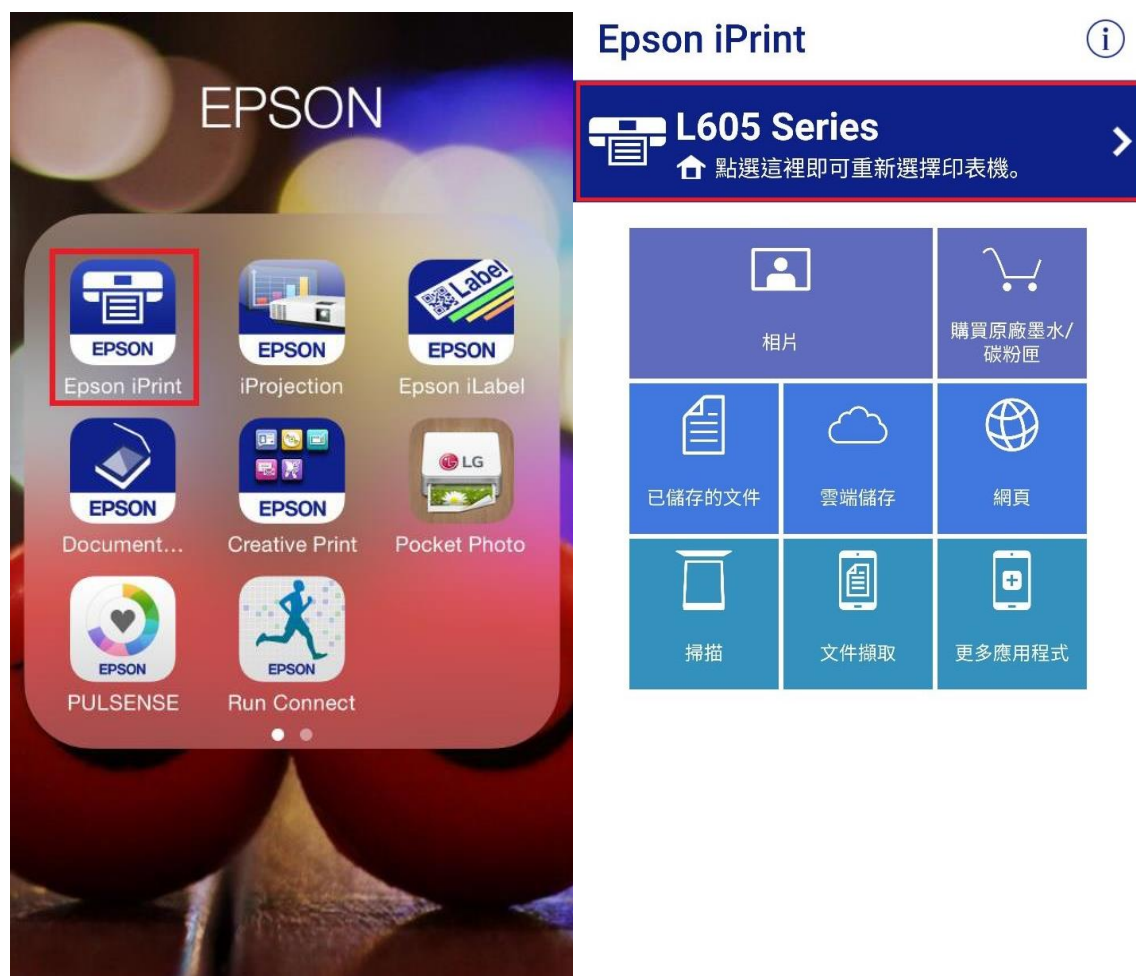 EPSON
EPSON
EPSON
Label
EPSON
Epson iPrint
iProjection
Epson iLabel
EPSON
EPSON
LG
Document...
Creative Print
Pocket Photo
EPSON
EPSON
PULSENSE
Run Connect
Epson iPrint
i
L605 Series
點選這裡即可重新選擇印表機。
相片
購買原廠墨水/
碳粉匣
已儲存的文件
雲端儲存
網頁
掃描
文件擷取
更多應用程式